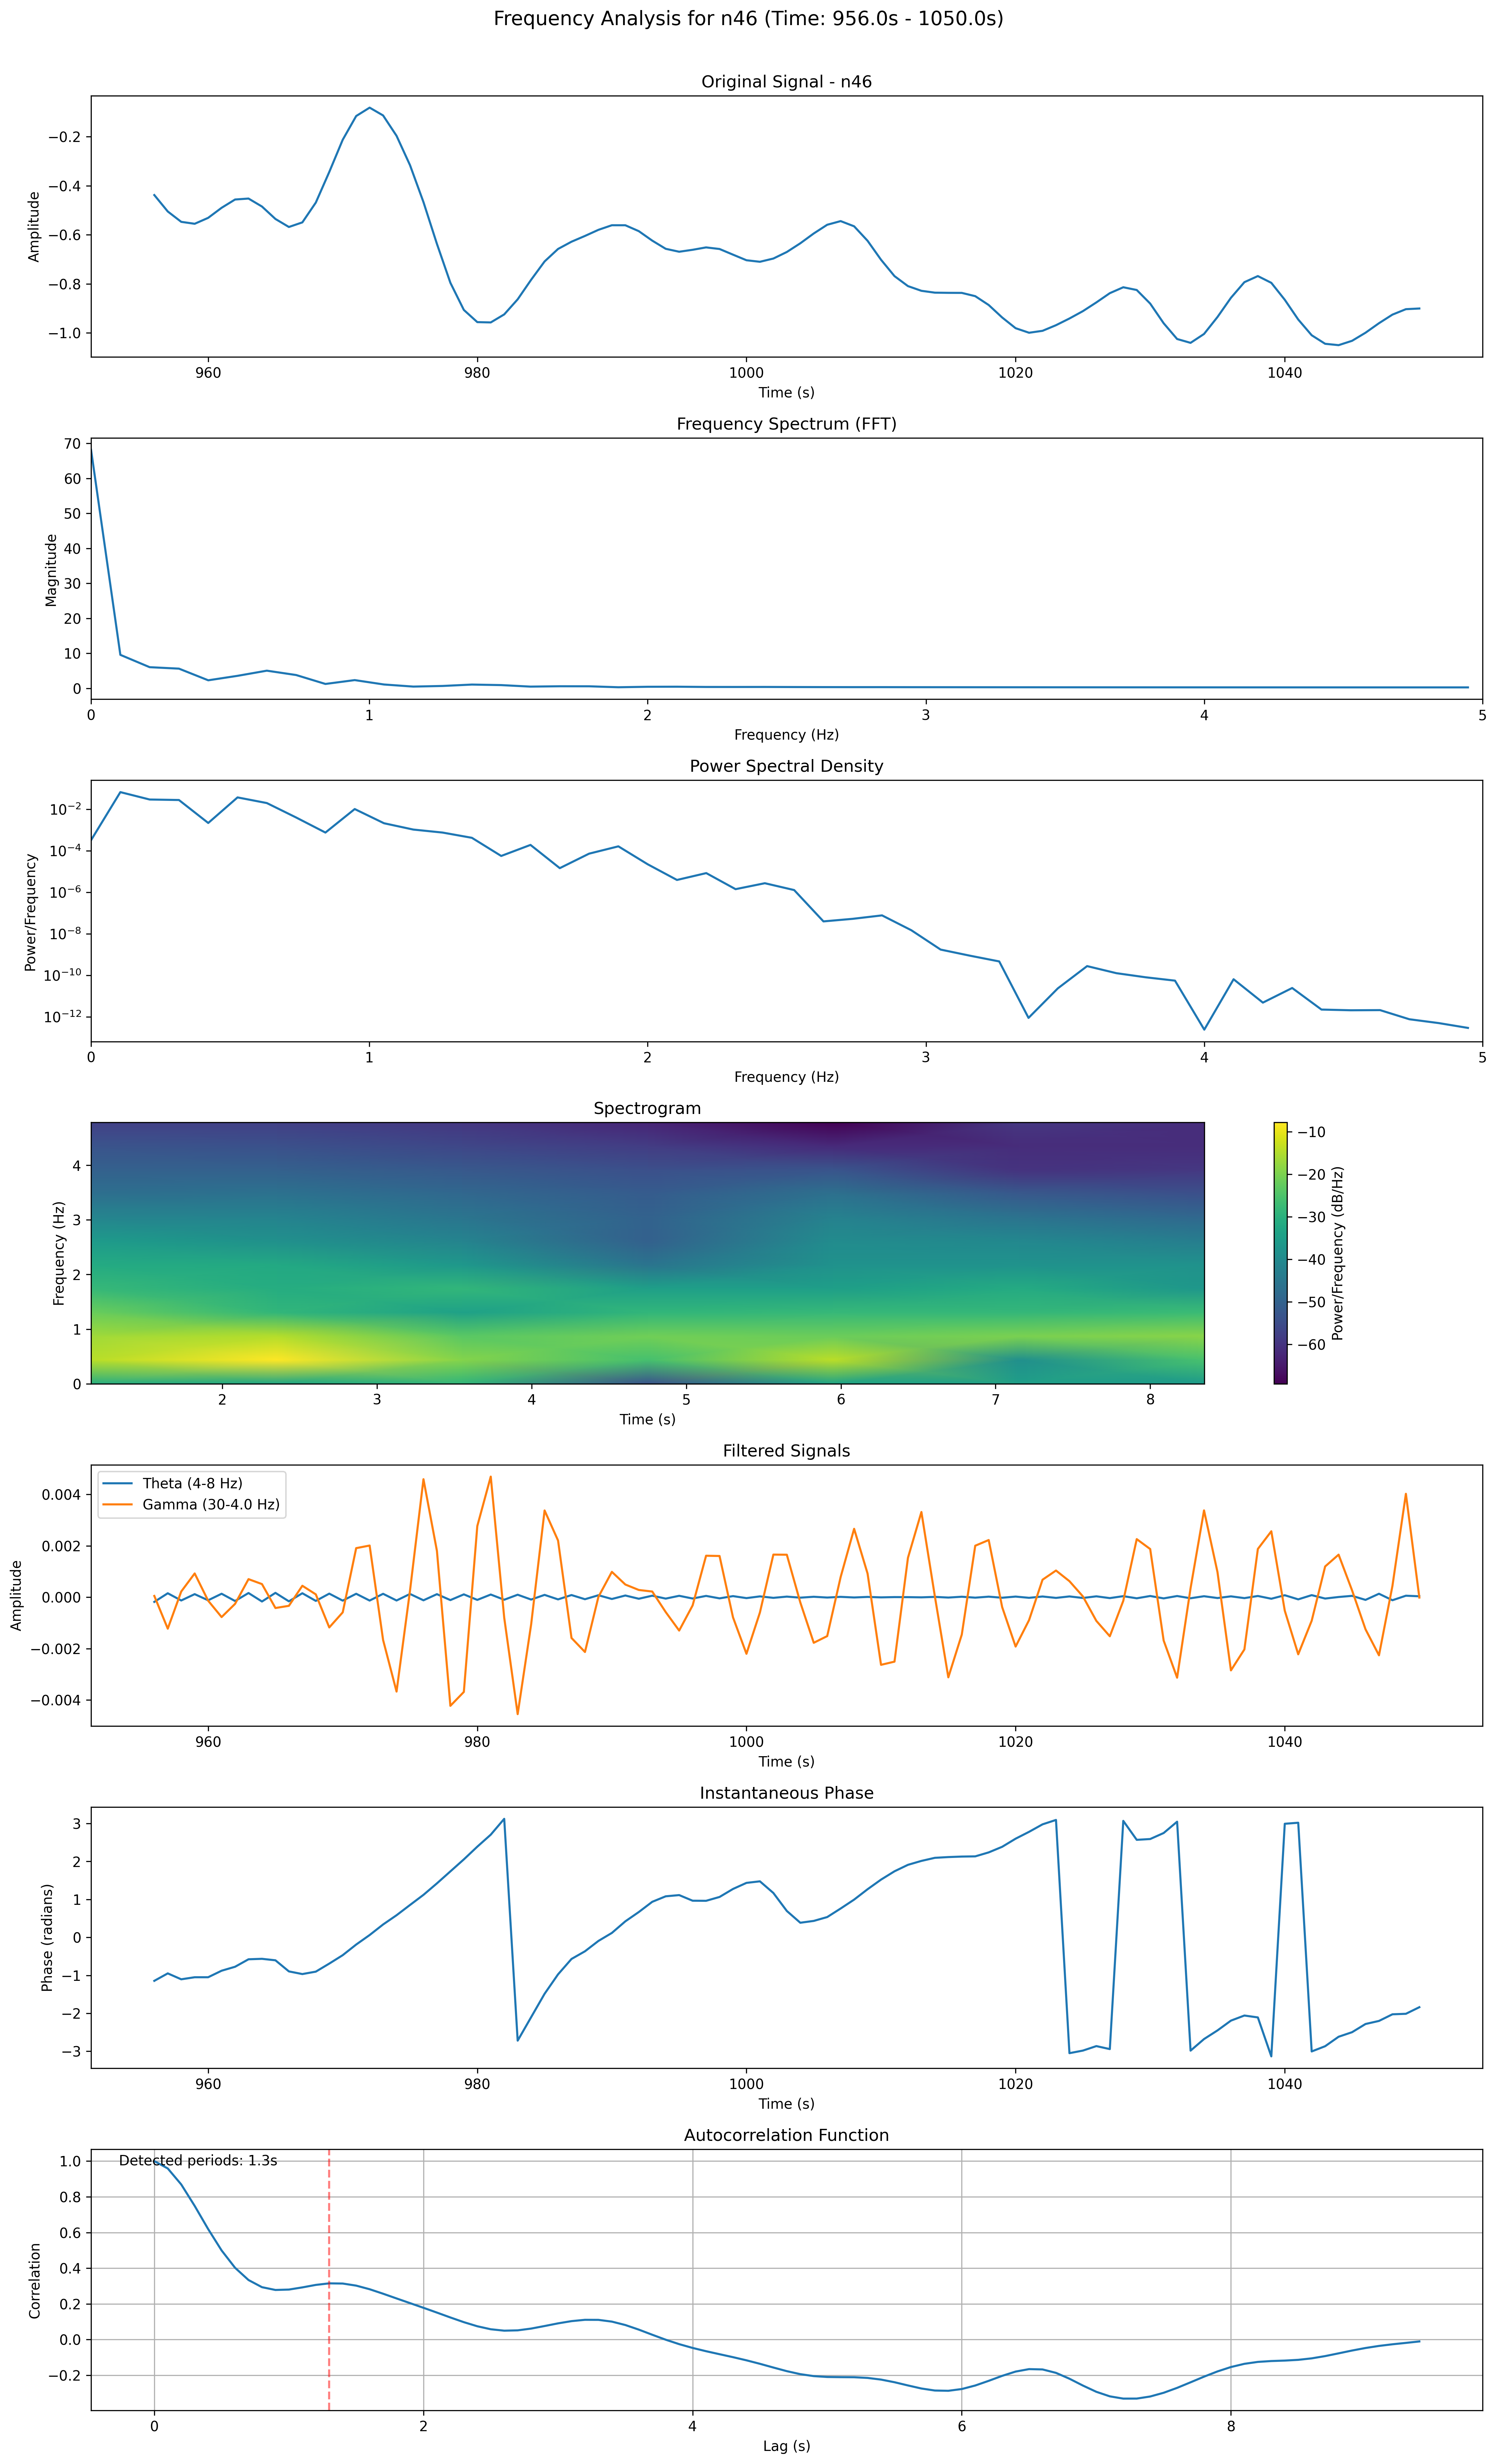 Frequency Analysis for n46 (Time: 956.0s - 1050.0s)
Original Signal - n46
Amplitude
−0.2
−0.4
−0.6
−0.8
−1.0
960 980 1000 1020 1040
Time (s)
Frequency Spectrum (FFT)
Magnitude
70
60
50
40
30
20
10
0
0 1 2 3 4 5
Frequency (Hz)
Power Spectral Density
Power/Frequency
10⁻²
10⁻⁴
10⁻⁶
10⁻⁸
10⁻¹⁰
10⁻¹²
0 1 2 3 4 5
Frequency (Hz)
Spectrogram
Frequency (Hz)
4
3
2
1
0
2 3 4 5 6 7 8
Time (s)
−10
−20
−30
−40
−50
−60
Power/Frequency (dB/Hz)
Filtered Signals
Theta (4-8 Hz)
Gamma (30-4.0 Hz)
Amplitude
0.004
0.002
0.000
−0.002
−0.004
960 980 1000 1020 1040
Time (s)
Instantaneous Phase
Phase (radians)
3
2
1
0
−1
−2
−3
960 980 1000 1020 1040
Time (s)
Autocorrelation Function
Detected periods: 1.3s
Correlation
1.0
0.8
0.6
0.4
0.2
0.0
−0.2
0 2 4 6 8
Lag (s)